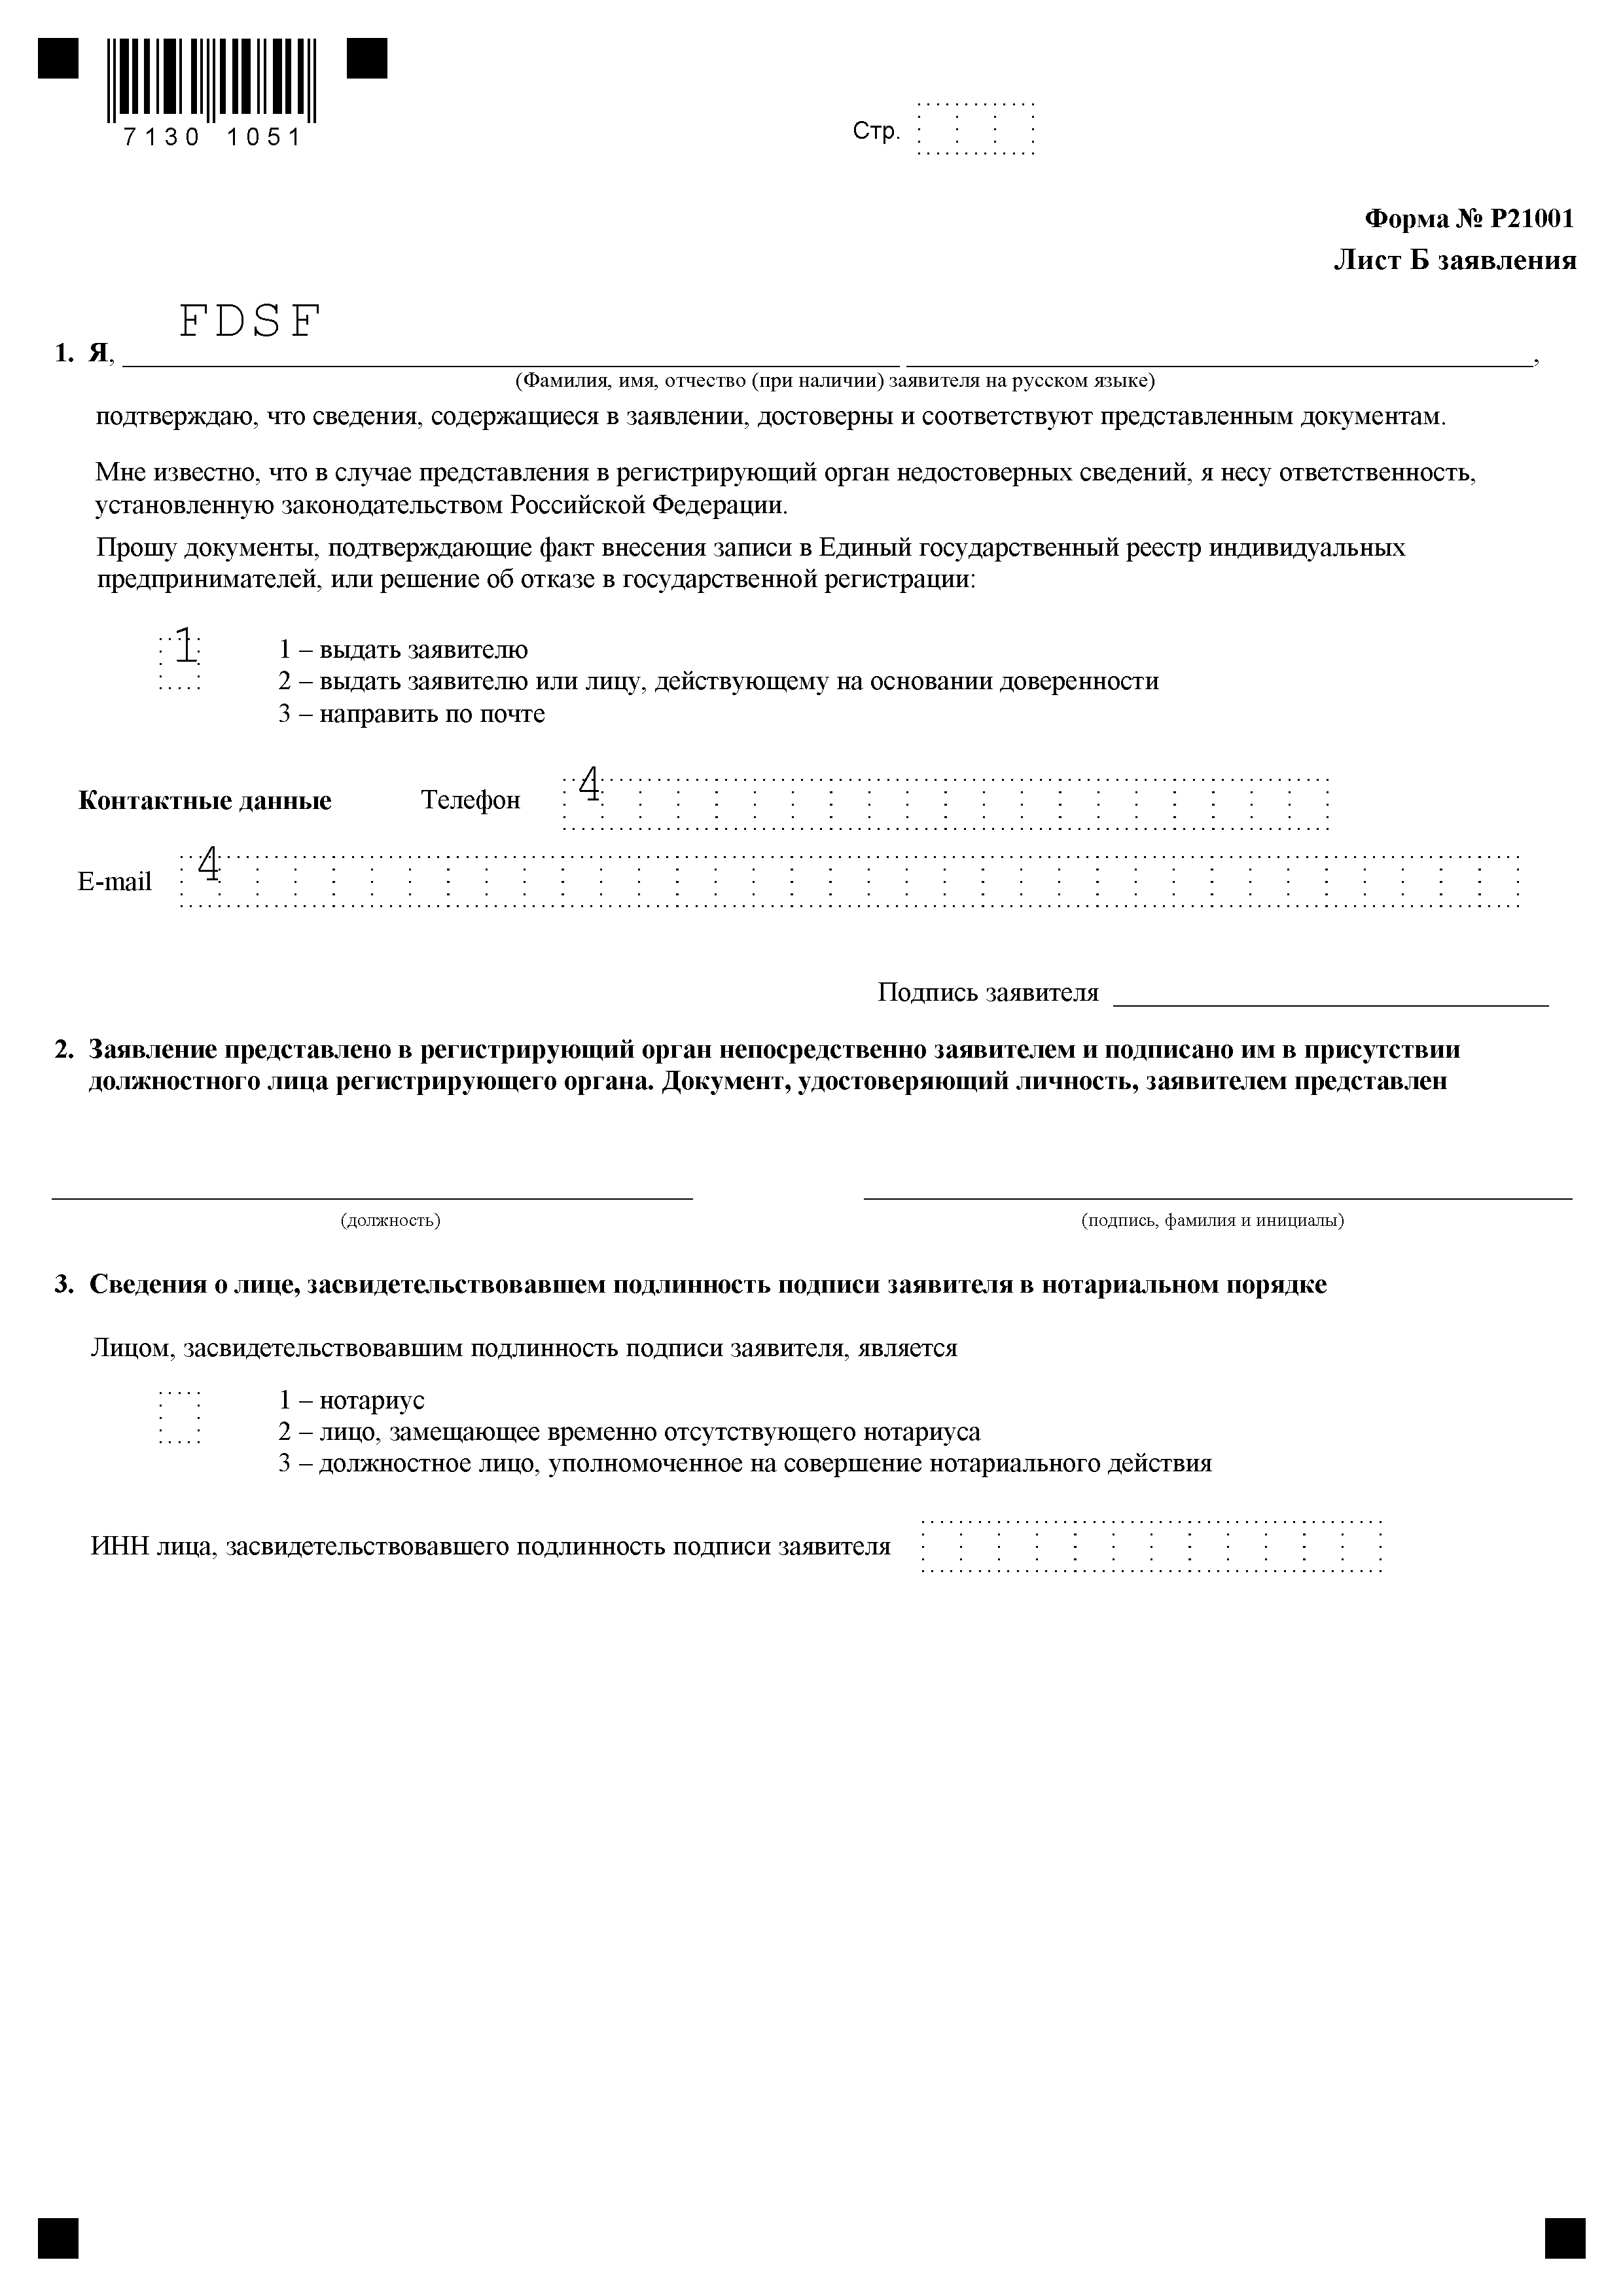 7130 1051
Стр.
Форма № Р21001
Лист Б заявления
FDSF
1. Я, ,
(Фамилия, имя, отчество (при наличии) заявителя на русском языке)
подтверждаю, что сведения, содержащиеся в заявлении, достоверны и соответствуют представленным документам.
Мне известно, что в случае представления в регистрирующий орган недостоверных сведений, я несу ответственность,
установленную законодательством Российской Федерации.
Прошу документы, подтверждающие факт внесения записи в Единый государственный реестр индивидуальных
предпринимателей, или решение об отказе в государственной регистрации:
1
1 – выдать заявителю
2 – выдать заявителю или лицу, действующему на основании доверенности
3 – направить по почте
Контактные данные Телефон 4
E-mail 4
Подпись заявителя
2. Заявление представлено в регистрирующий орган непосредственно заявителем и подписано им в присутствии
должностного лица регистрирующего органа. Документ, удостоверяющий личность, заявителем представлен
(должность) (подпись, фамилия и инициалы)
3. Сведения о лице, засвидетельствовавшем подлинность подписи заявителя в нотариальном порядке
Лицом, засвидетельствовавшим подлинность подписи заявителя, является
1 – нотариус
2 – лицо, замещающее временно отсутствующего нотариуса
3 – должностное лицо, уполномоченное на совершение нотариального действия
ИНН лица, засвидетельствовавшего подлинность подписи заявителя